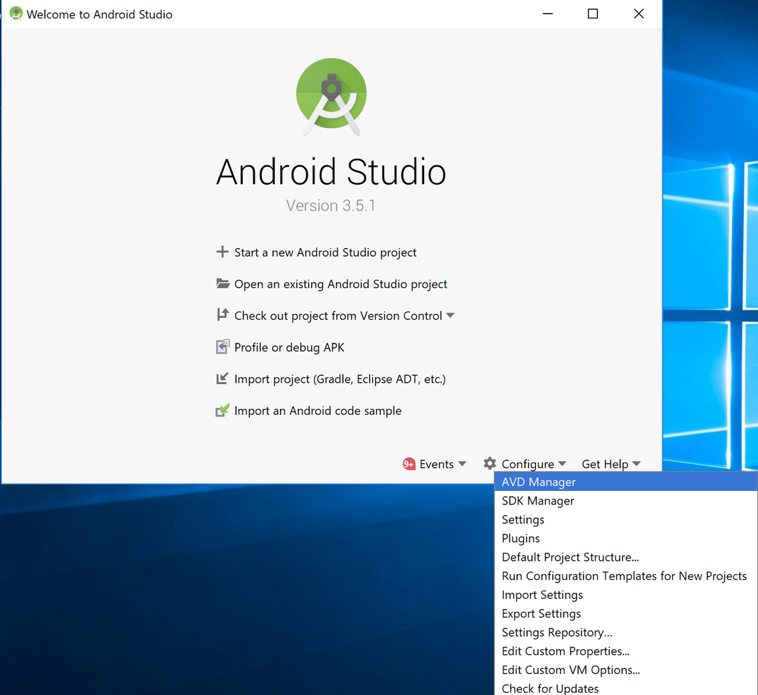 Welcome to Android Studio
Android Studio
Version 3.5.1
Start a new Android Studio project
Open an existing Android Studio project
Check out project from Version Control
Profile or debug APK
Import project (Gradle, Eclipse ADT, etc.)
Import an Android code sample
9+ Events Configure Get Help
AVD Manager
SDK Manager
Settings
Plugins
Default Project Structure...
Run Configuration Templates for New Projects
Import Settings
Export Settings
Settings Repository...
Edit Custom Properties...
Edit Custom VM Options...
Check for Updates